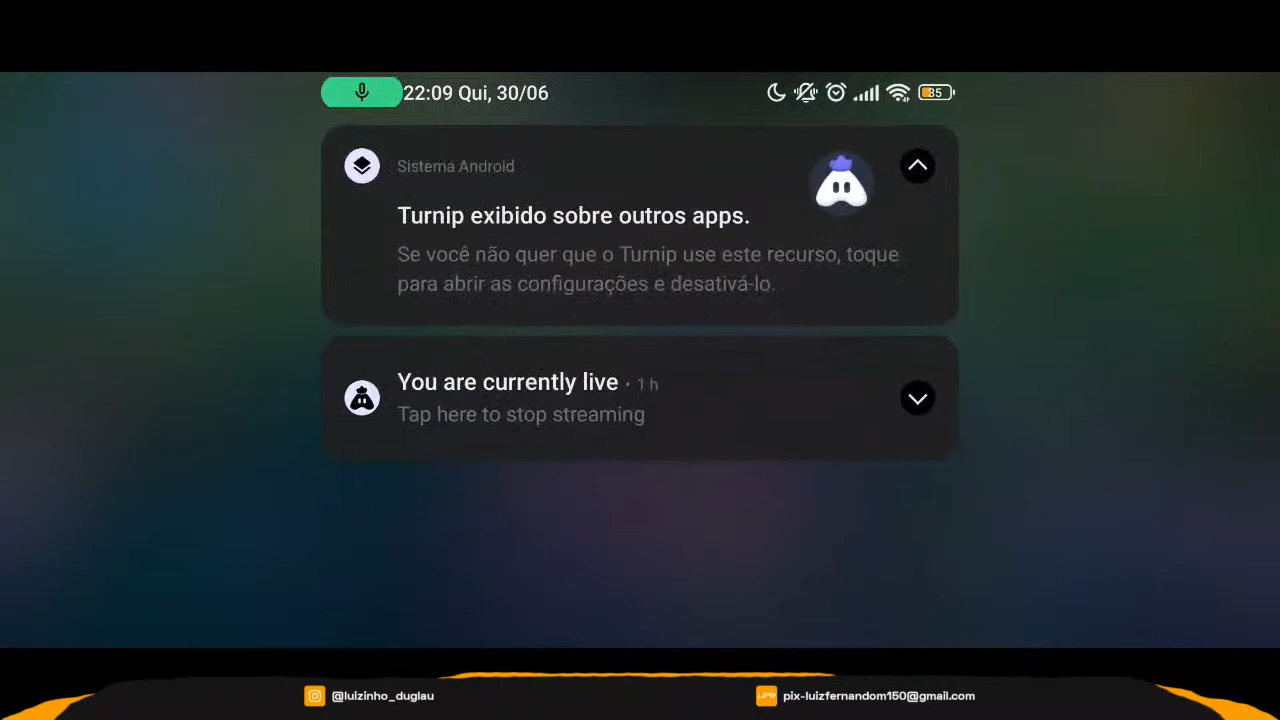 22:09 Qui, 30/06
35
Sistema Android
Turnip exibido sobre outros apps.
Se você não quer que o Turnip use este recurso, toque
para abrir as configurações e desativá-lo.
You are currently live · 1 h
Tap here to stop streaming
@luizinho_duglau
pix-luizfernandom150@gmail.com